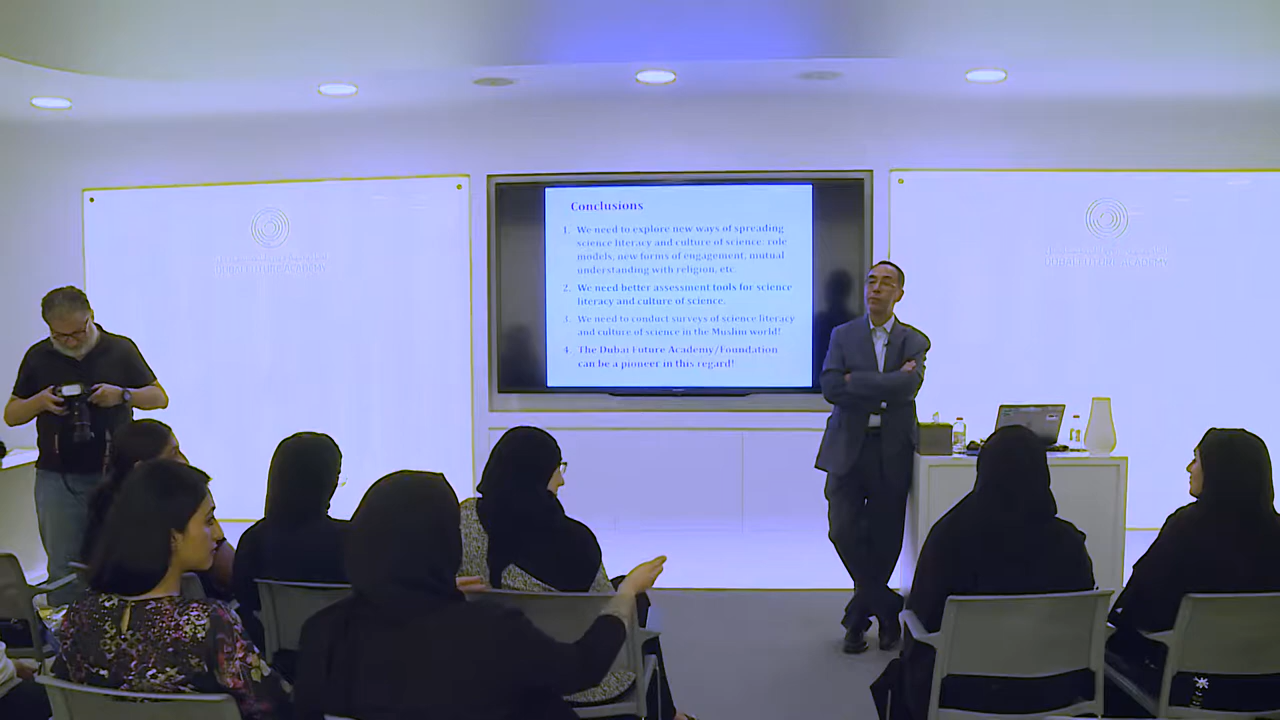 Conclusions
1. We need to explore new ways of spreading
science literacy and culture of science: role
models, new forms of engagement, mutual
understanding with religion, etc.
2. We need better assessment tools for science
literacy and culture of science.
3. We need to conduct surveys of science literacy
and culture of science in the Muslim world!
4. The Dubai Future Academy/Foundation
can be a pioneer in this regard!
DUBAI FUTURE ACADEMY
DUBAI FUTURE ACADEMY